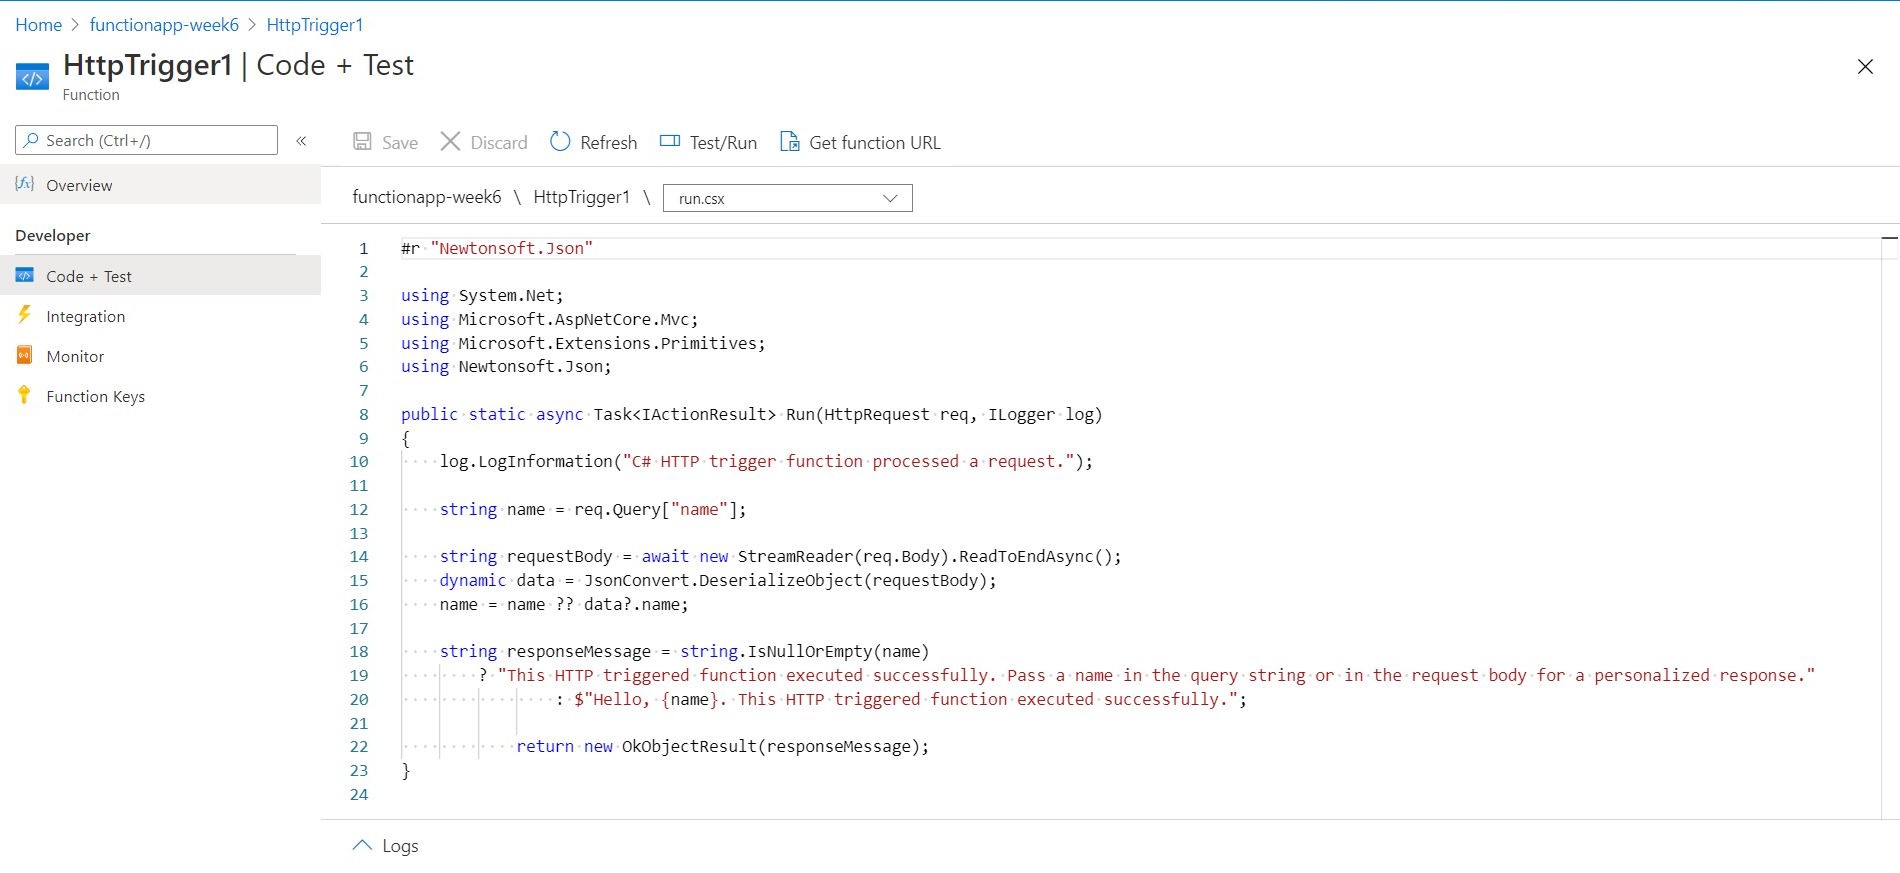 Home > functionapp-week6 > HttpTrigger1
HttpTrigger1 | Code + Test
Function
Search (Ctrl+/)
«
Overview
Developer
Code + Test
Integration
Monitor
Function Keys
Save Discard Refresh Test/Run Get function URL
functionapp-week6 \ HttpTrigger1 \ run.csx
1 #r "Newtonsoft.Json"
2
3 using System.Net;
4 using Microsoft.AspNetCore.Mvc;
5 using Microsoft.Extensions.Primitives;
6 using Newtonsoft.Json;
7
8 public static async Task<IActionResult> Run(HttpRequest req, ILogger log)
9 {
10     log.LogInformation("C# HTTP trigger function processed a request.");
11
12     string name = req.Query["name"];
13
14     string requestBody = await new StreamReader(req.Body).ReadToEndAsync();
15     dynamic data = JsonConvert.DeserializeObject(requestBody);
16     name = name ?? data?.name;
17
18     string responseMessage = string.IsNullOrEmpty(name)
19         ? "This HTTP triggered function executed successfully. Pass a name in the query string or in the request body for a personalized response."
20                 : $"Hello, {name}. This HTTP triggered function executed successfully.";
21
22             return new OkObjectResult(responseMessage);
23 }
24
Logs